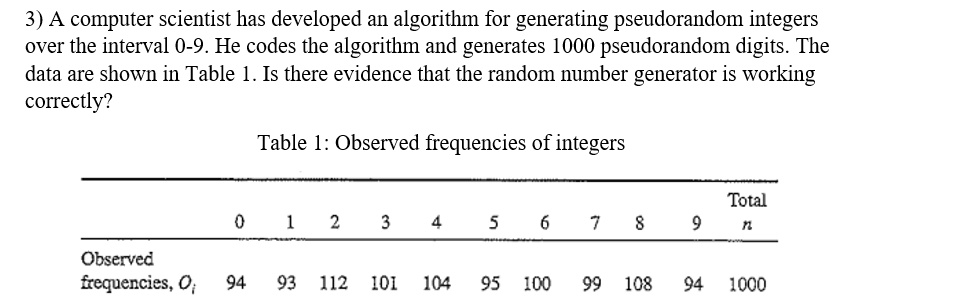 3) A computer scientist has developed an algorithm for generating pseudorandom integers
over the interval 0-9. He codes the algorithm and generates 1000 pseudorandom digits. The
data are shown in Table 1. Is there evidence that the random number generator is working
correctly?
Table 1: Observed frequencies of integers
Total
0 1 2 3 4 5 6 7 8 9 n
Observed
frequencies, Oi 94 93 112 101 104 95 100 99 108 94 1000